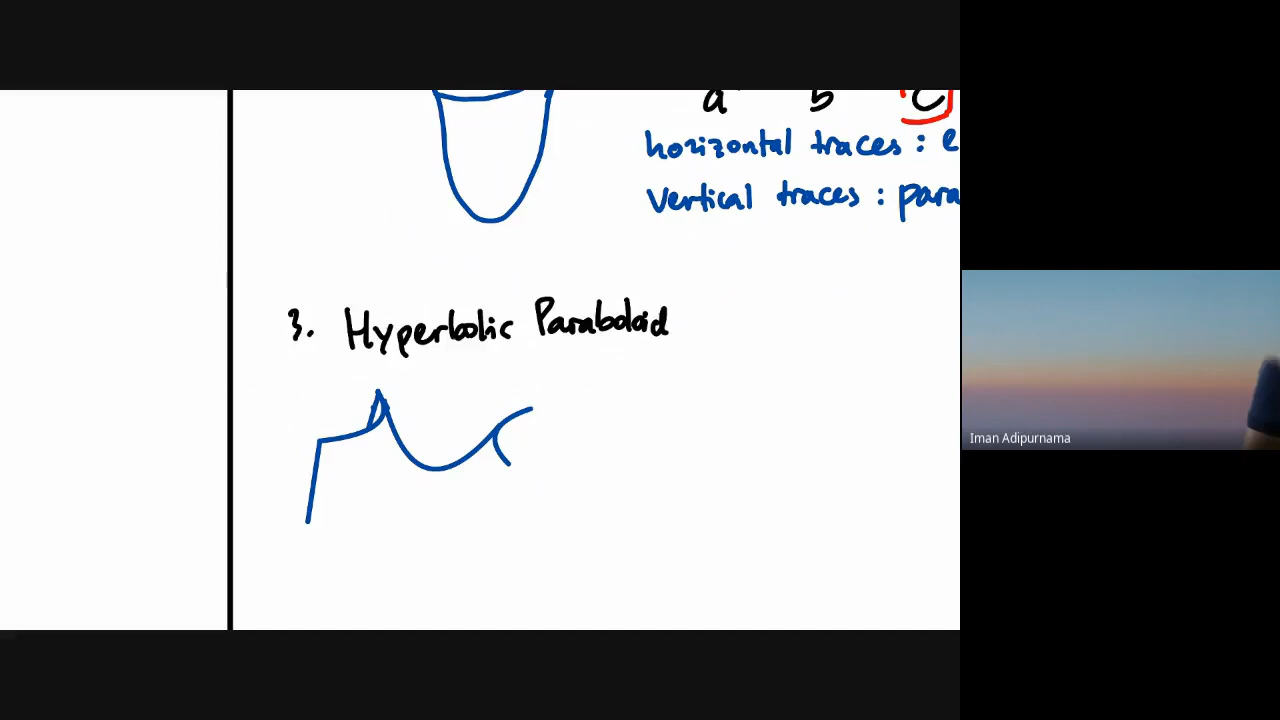 a b c
horizontal traces : e
vertical traces : para
3. Hyperbolic Paraboloid
Iman Adipurnama